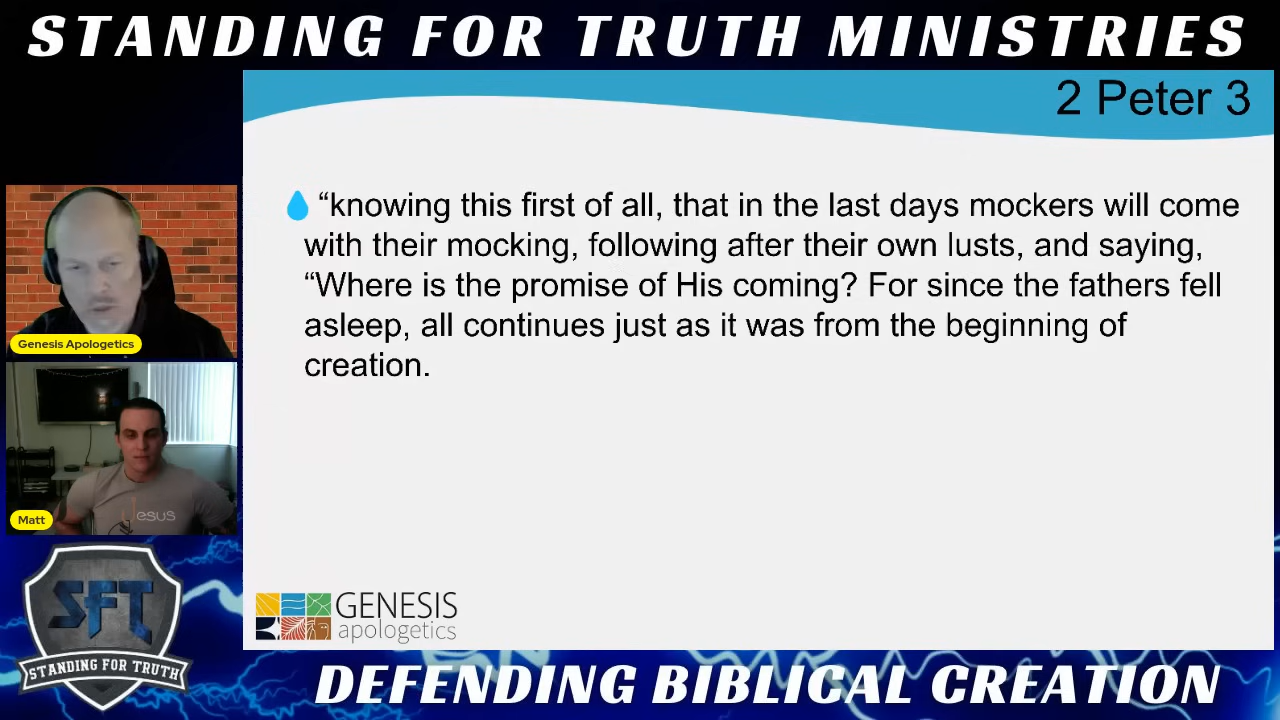 STANDING FOR TRUTH MINISTRIES
2 Peter 3
“knowing this first of all, that in the last days mockers will come
with their mocking, following after their own lusts, and saying,
“Where is the promise of His coming? For since the fathers fell
asleep, all continues just as it was from the beginning of
creation.
Genesis Apologetics
Jesus
Matt
SFT
STANDING FOR TRUTH
GENESIS
apologetics
DEFENDING BIBLICAL CREATION